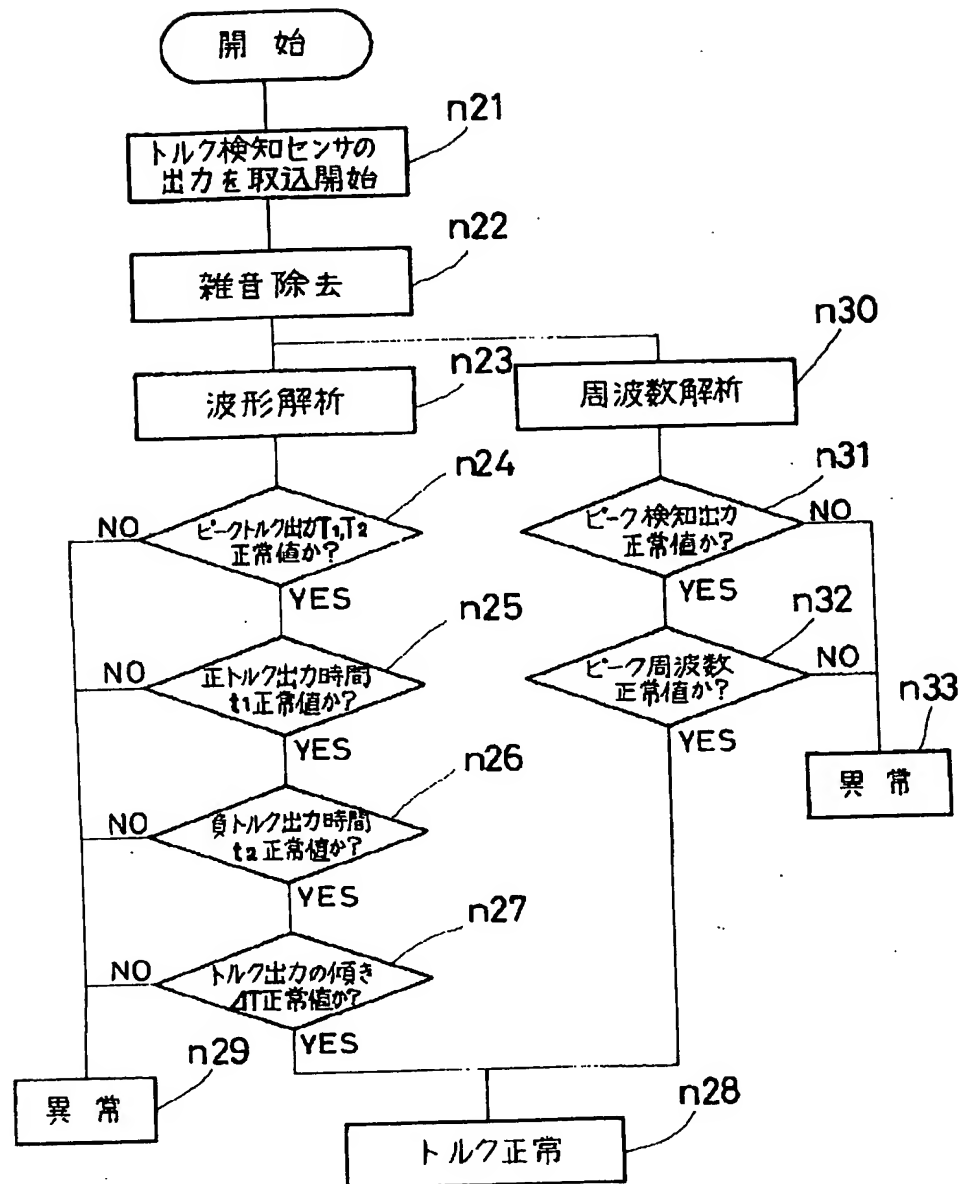 開始
n21
トルク検知センサの
出力を取込開始
n22
雑音除去
n30
n23
波形解析
周波数解析
n24
n31
NO
ピークトルク出力T1,T2
正常値か?
ピーク検知出力
正常値か?
NO
YES
YES
n25
n32
NO
正トルク出力時間
t1正常値か?
ピーク周波数
正常値か?
NO
n33
YES
YES
n26
異常
NO
負トルク出力時間
t2正常値か?
YES
n27
NO
トルク出力の傾き
ΔT正常値か?
YES
n29
異常
n28
トルク正常